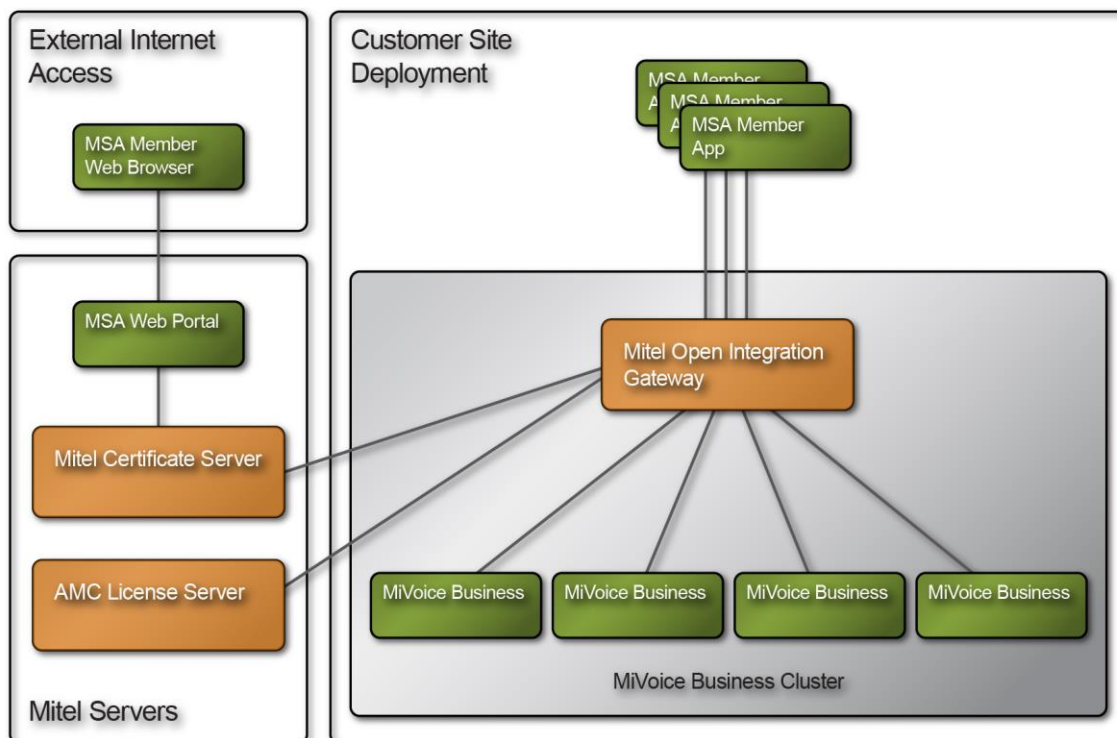 External Internet
Access
MSA Member
Web Browser
MSA Web Portal
Mitel Certificate Server
AMC License Server
Mitel Servers
Customer Site
Deployment
MSA Member
A
MSA Member
A
MSA Member
App
Mitel Open Integration
Gateway
MiVoice Business
MiVoice Business
MiVoice Business
MiVoice Business
MiVoice Business Cluster